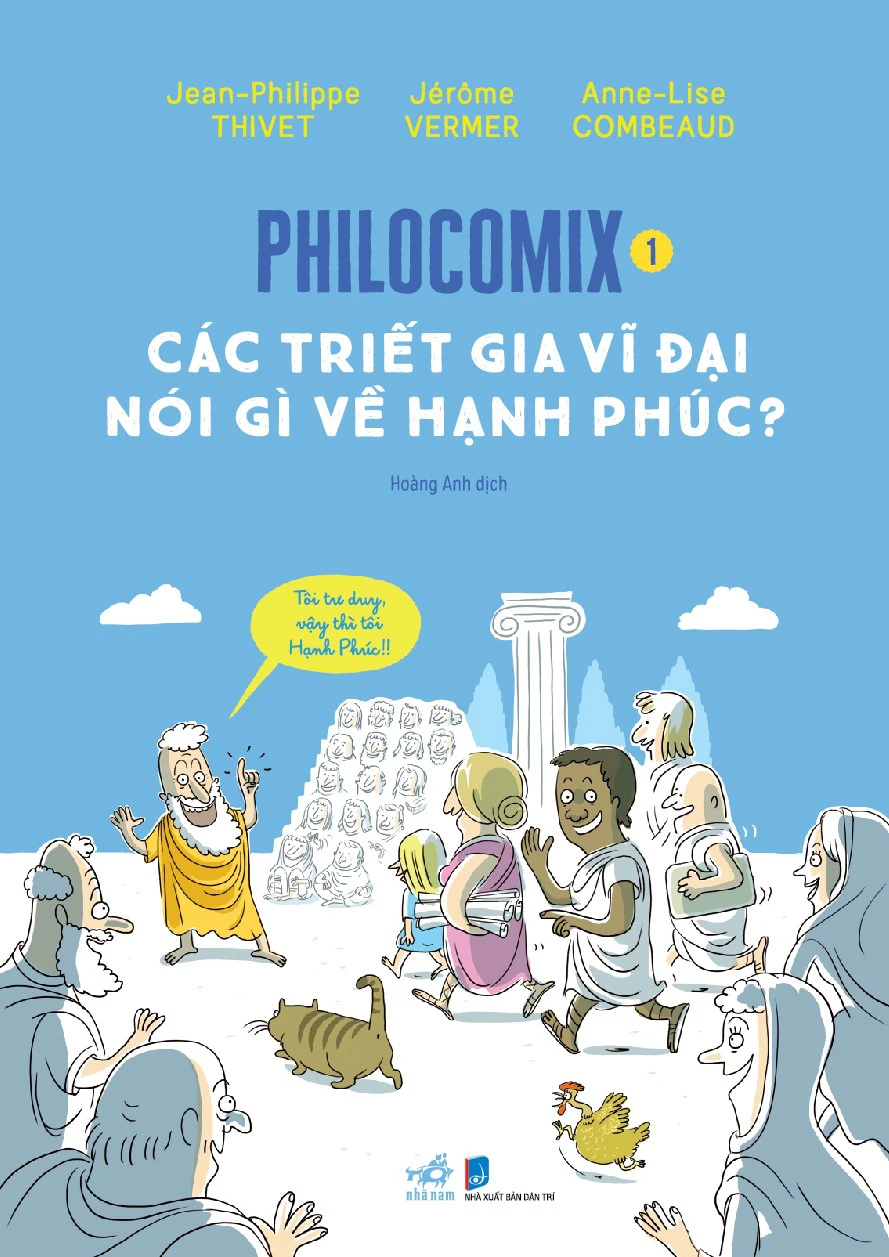 Jean-Philippe THIVET
Jérôme VERMER
Anne-Lise COMBEAUD
PHILOCOMIX 1
CÁC TRIẾT GIA VĨ ĐẠI
NÓI GÌ VỀ HẠNH PHÚC?
Hoàng Anh dịch
Tôi tư duy,
vậy thì tôi
Hạnh Phúc!!
nhã nam
NHÀ XUẤT BẢN DÂN TRÍ